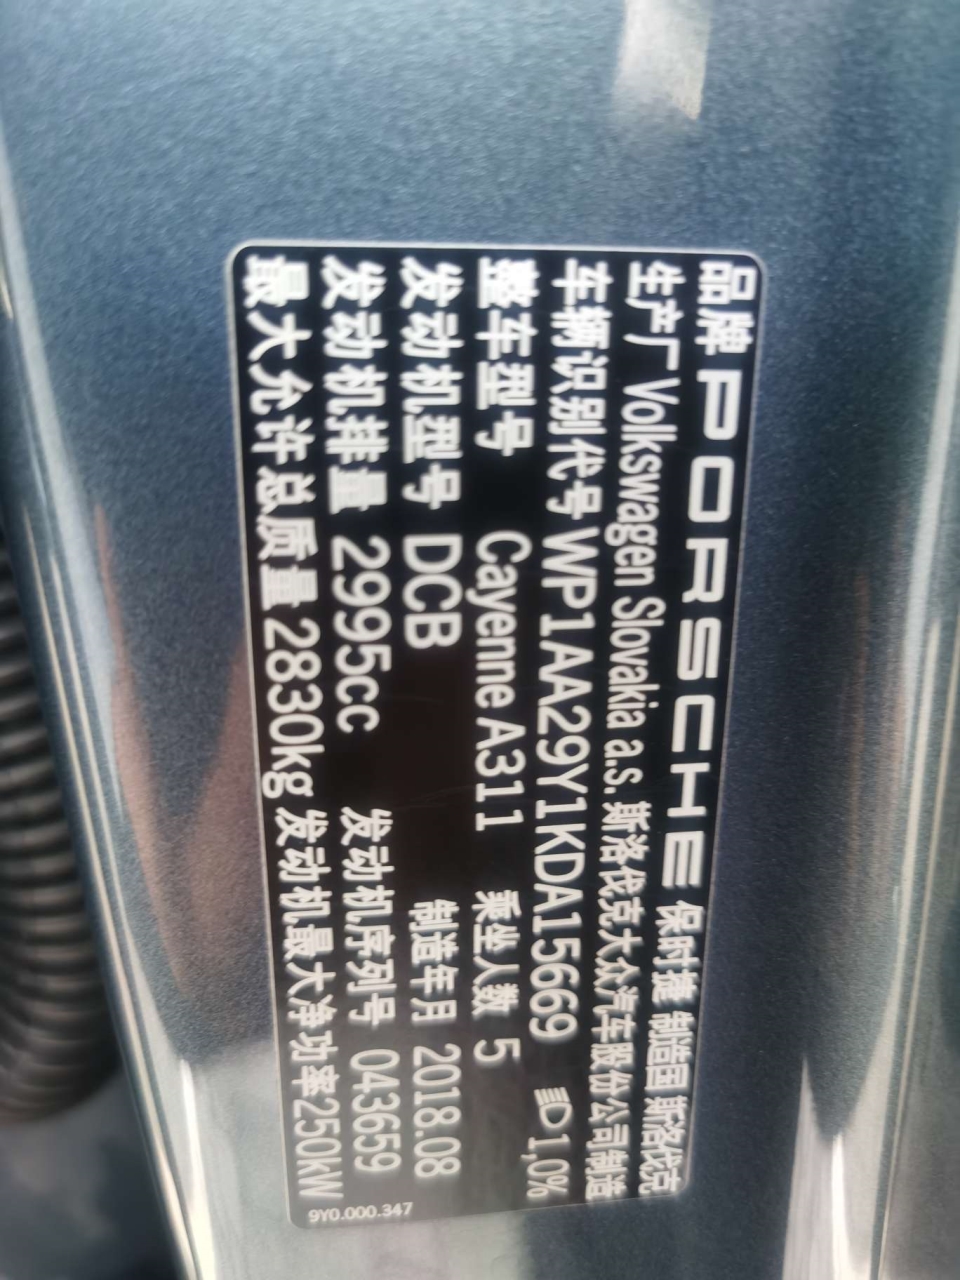 品牌 PORSCHE 保时捷 制造国 斯洛伐克
生产厂 Volkswagen Slovakia a.s. 斯洛伐克大众汽车股份公司制造
车辆识别代号 WP1AA29Y1KDA15669 1,0%
整车型号 Cayenne A311 乘坐人数 5
发动机型号 DCB 制造年月 2018.08
发动机排量 2995cc 发动机序列号 043659
最大允许总质量 2830kg 发动机最大净功率250kW
9Y0.000.347